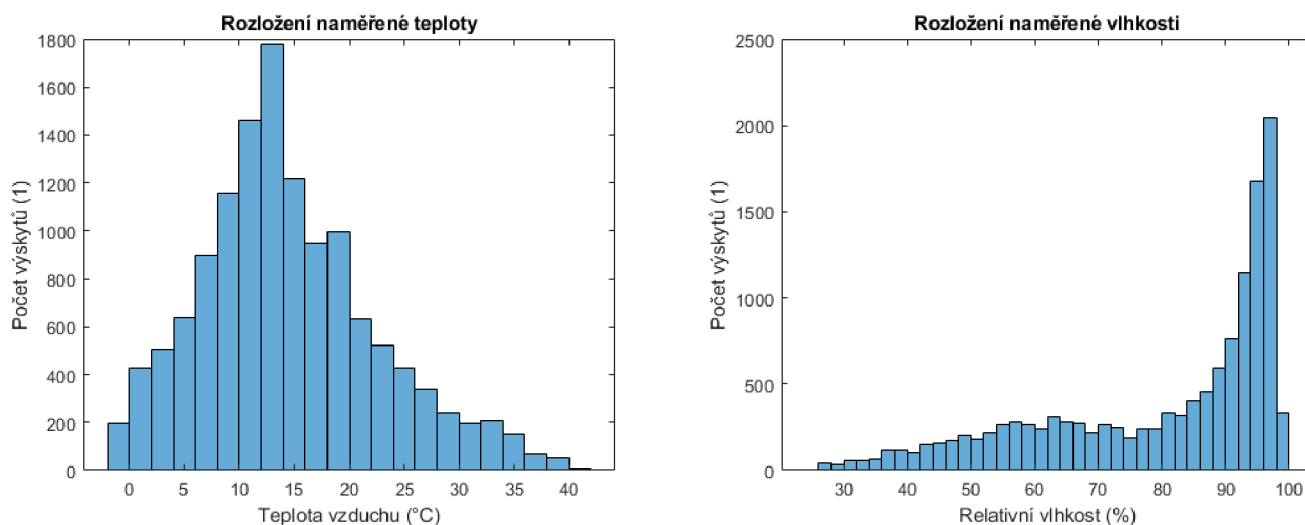 Rozložení naměřené teploty
1800
1600
1400
1200
1000
800
600
400
200
0
Počet výskytů (1)
0 5 10 15 20 25 30 35 40
Teplota vzduchu (°C)
Rozložení naměřené vlhkosti
2500
2000
1500
1000
500
0
Počet výskytů (1)
30 40 50 60 70 80 90 100
Relativní vlhkost (%)